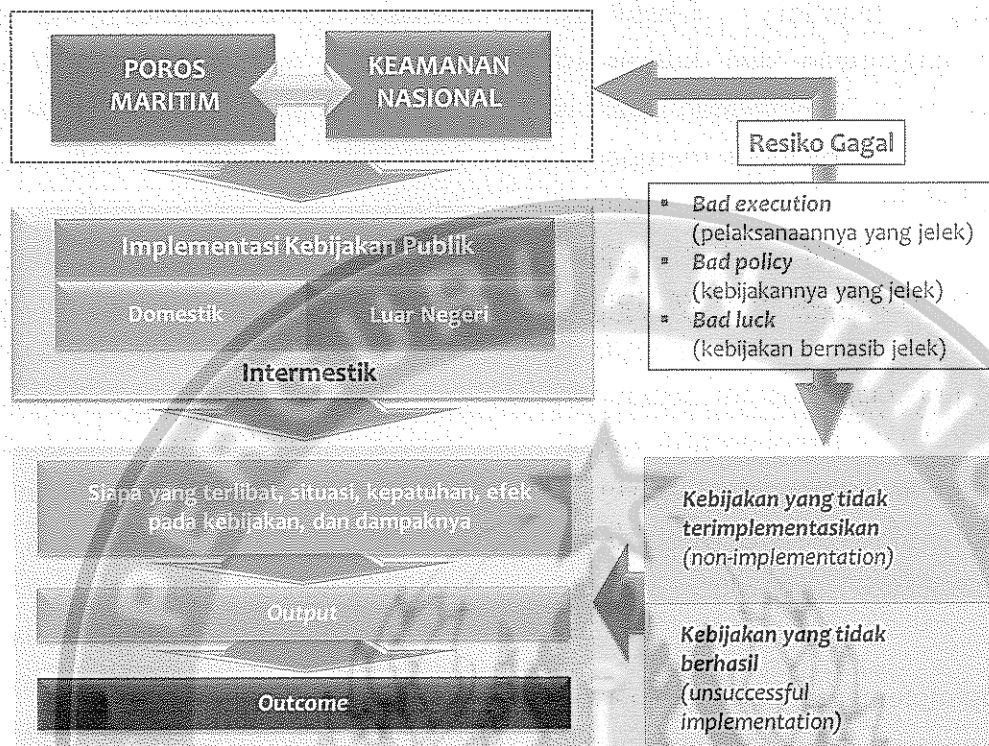 POROS
MARITIM
KEAMANAN
NASIONAL
Resiko Gagal
Bad execution
(pelaksanaannya yang jelek)
Bad policy
(kebijakannya yang jelek)
Bad luck
(kebijakan bernasib jelek)
Implementasi Kebijakan Publik
Domestik
Luar Negeri
Intermestik
Siapa yang terlibat, situasi, kepatuhan, efek
pada kebijakan, dan dampaknya
Output
Outcome
Kebijakan yang tidak
terimplementasikan
(non-implementation)
Kebijakan yang tidak
berhasil
(unsuccessful
implementation)